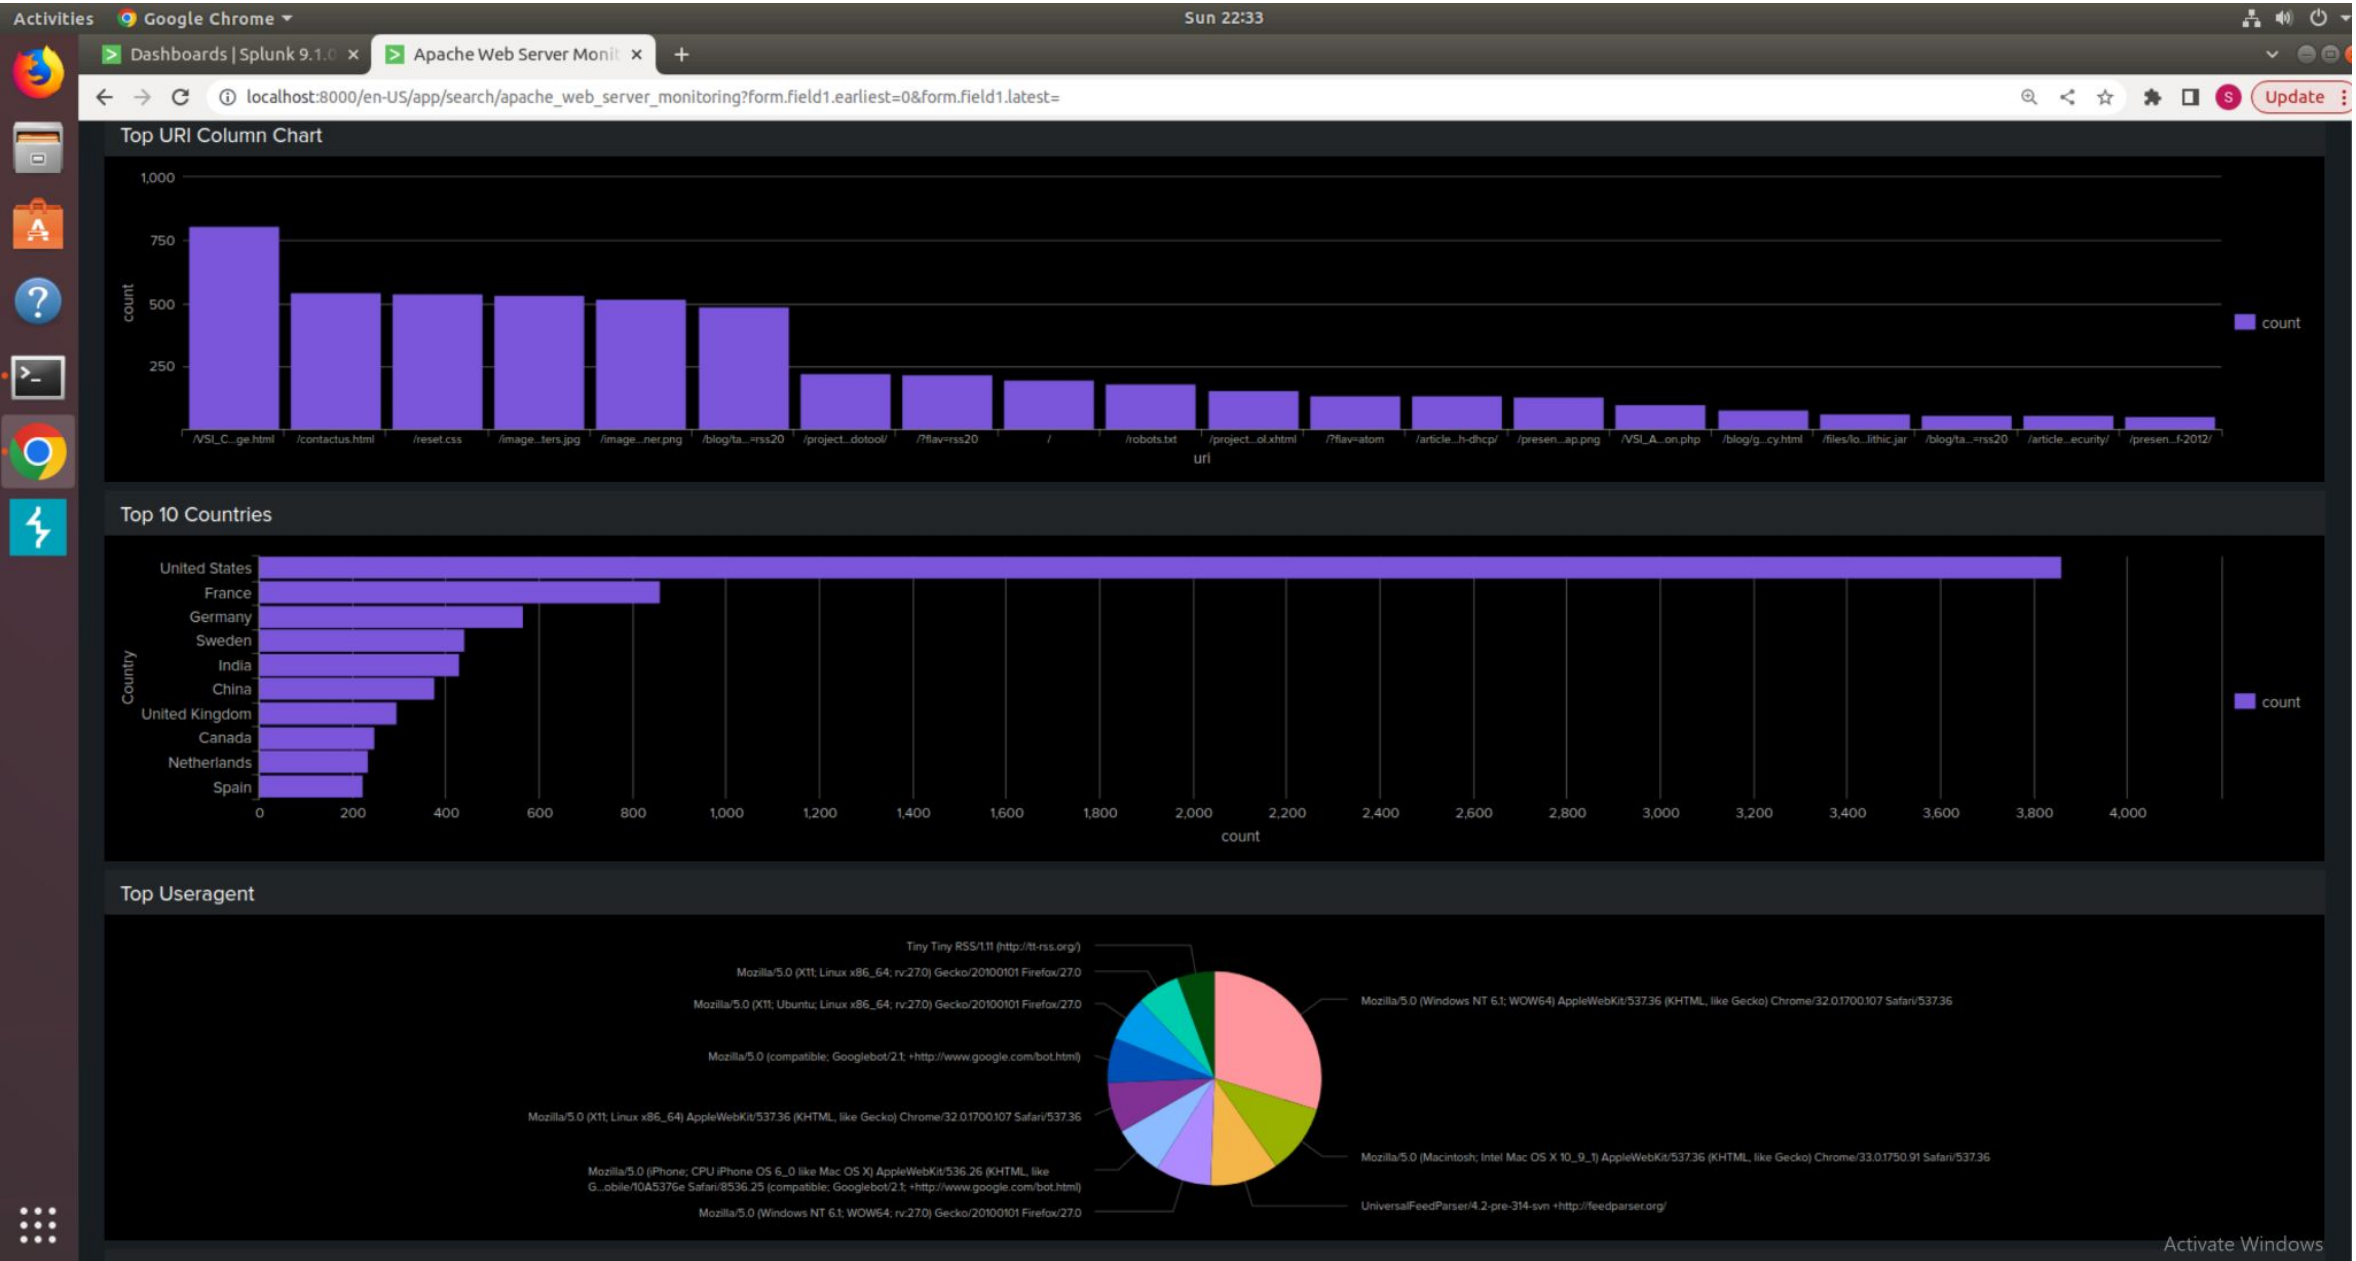 Activities Google Chrome Sun 22:33
Dashboards | Splunk 9.1.0 Apache Web Server Monit
localhost:8000/en-US/app/search/apache_web_server_monitoring?form.field1.earliest=0&form.field1.latest= S Update
Top URI Column Chart
1,000
750
500
250
count
count
/VSI_C...ge.html /contactus.html /reset.css /image...ters.jpg /image...ner.png /blog/ta...=rss20 /project...dotool/ /?flav=rss20 / /robots.txt /project...ol.xhtml /?flav=atom /article...h-dhcp/ /presen...ap.png /VSI_A...on.php /blog/g...cy.html /files/lo...lithic.jar /blog/ta...=rss20 /article...ecurity/ /presen...f-2012/
uri
Top 10 Countries
United States
France
Germany
Sweden
India
China
United Kingdom
Canada
Netherlands
Spain
Country
count
0 200 400 600 800 1,000 1,200 1,400 1,600 1,800 2,000 2,200 2,400 2,600 2,800 3,000 3,200 3,400 3,600 3,800 4,000
count
Top Useragent
Tiny Tiny RSS/1.11 (http://tt-rss.org/)
Mozilla/5.0 (X11; Linux x86_64; rv:27.0) Gecko/20100101 Firefox/27.0
Mozilla/5.0 (X11; Ubuntu; Linux x86_64; rv:27.0) Gecko/20100101 Firefox/27.0
Mozilla/5.0 (compatible; Googlebot/2.1; +http://www.google.com/bot.html)
Mozilla/5.0 (X11; Linux x86_64) AppleWebKit/537.36 (KHTML, like Gecko) Chrome/32.0.1700.107 Safari/537.36
Mozilla/5.0 (iPhone; CPU iPhone OS 6_0 like Mac OS X) AppleWebKit/536.26 (KHTML, like
G...obile/10A5376e Safari/8536.25 (compatible; Googlebot/2.1; +http://www.google.com/bot.html)
Mozilla/5.0 (Windows NT 6.1; WOW64; rv:27.0) Gecko/20100101 Firefox/27.0
Mozilla/5.0 (Windows NT 6.1; WOW64) AppleWebKit/537.36 (KHTML, like Gecko) Chrome/32.0.1700.107 Safari/537.36
Mozilla/5.0 (Macintosh; Intel Mac OS X 10_9_1) AppleWebKit/537.36 (KHTML, like Gecko) Chrome/33.0.1750.91 Safari/537.36
UniversalFeedParser/4.2-pre-314-svn +http://feedparser.org/
Activate Windows